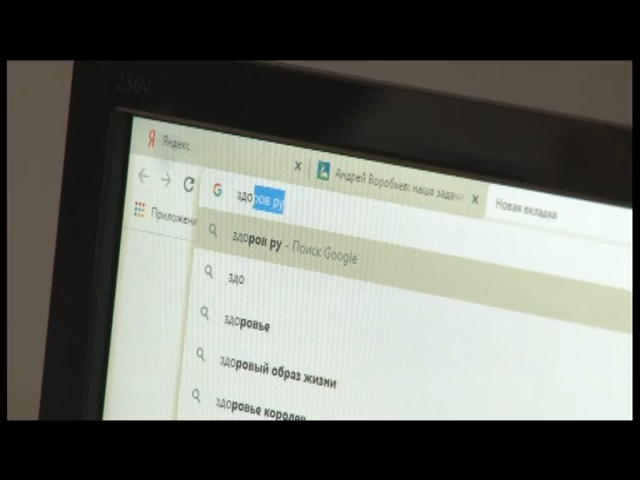 236V
Яндекс
Андрей Воробьев: наша задач
Новая вкладка
здоров ру
Приложени
здоров ру - Поиск Google
здо
здоровье
здоровый образ жизни
здоровье королев